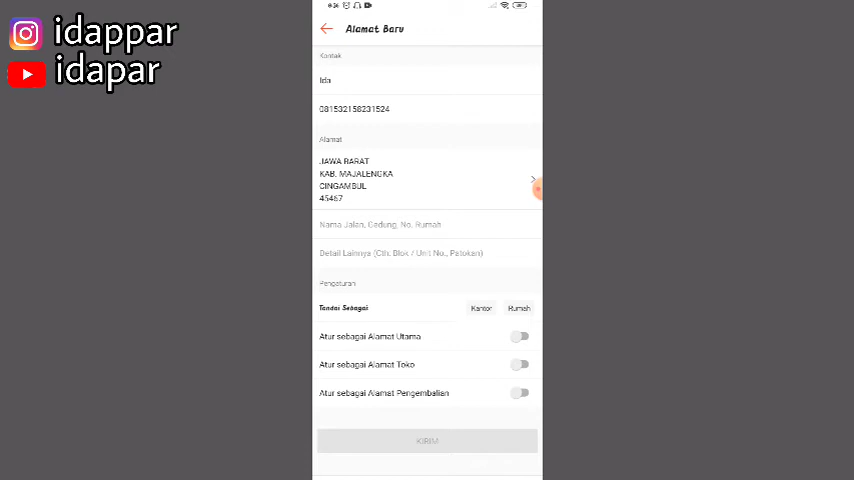 idappar
idapar
Alamat Baru
Kontak
Ida
081532158231524
Alamat
JAWA BARAT
KAB. MAJALENGKA
CINGAMBUL
45467
Nama Jalan, Gedung, No. Rumah
Detail Lainnya (Cth: Blok / Unit No., Patokan)
Pengaturan
Tandai Sebagai
Kantor
Rumah
Atur sebagai Alamat Utama
Atur sebagai Alamat Toko
Atur sebagai Alamat Pengembalian
KIRIM